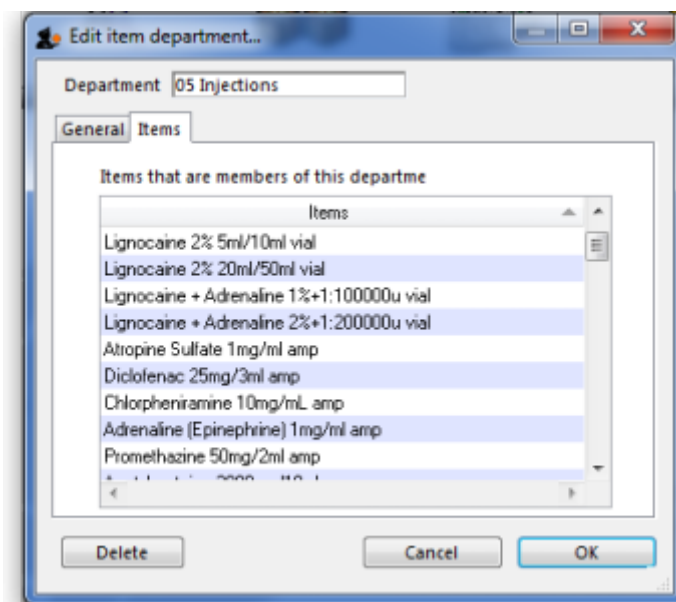 Edit item department...
Department 05 Injections
General Items
Items that are members of this departme
Items
Lignocaine 2% 5ml/10ml vial
Lignocaine 2% 20ml/50ml vial
Lignocaine + Adrenaline 1%+1:100000u vial
Lignocaine + Adrenaline 2%+1:200000u vial
Atropine Sulfate 1mg/ml amp
Diclofenac 25mg/3ml amp
Chlorpheniramine 10mg/mL amp
Adrenaline (Epinephrine) 1mg/ml amp
Promethazine 50mg/2ml amp
Delete Cancel OK